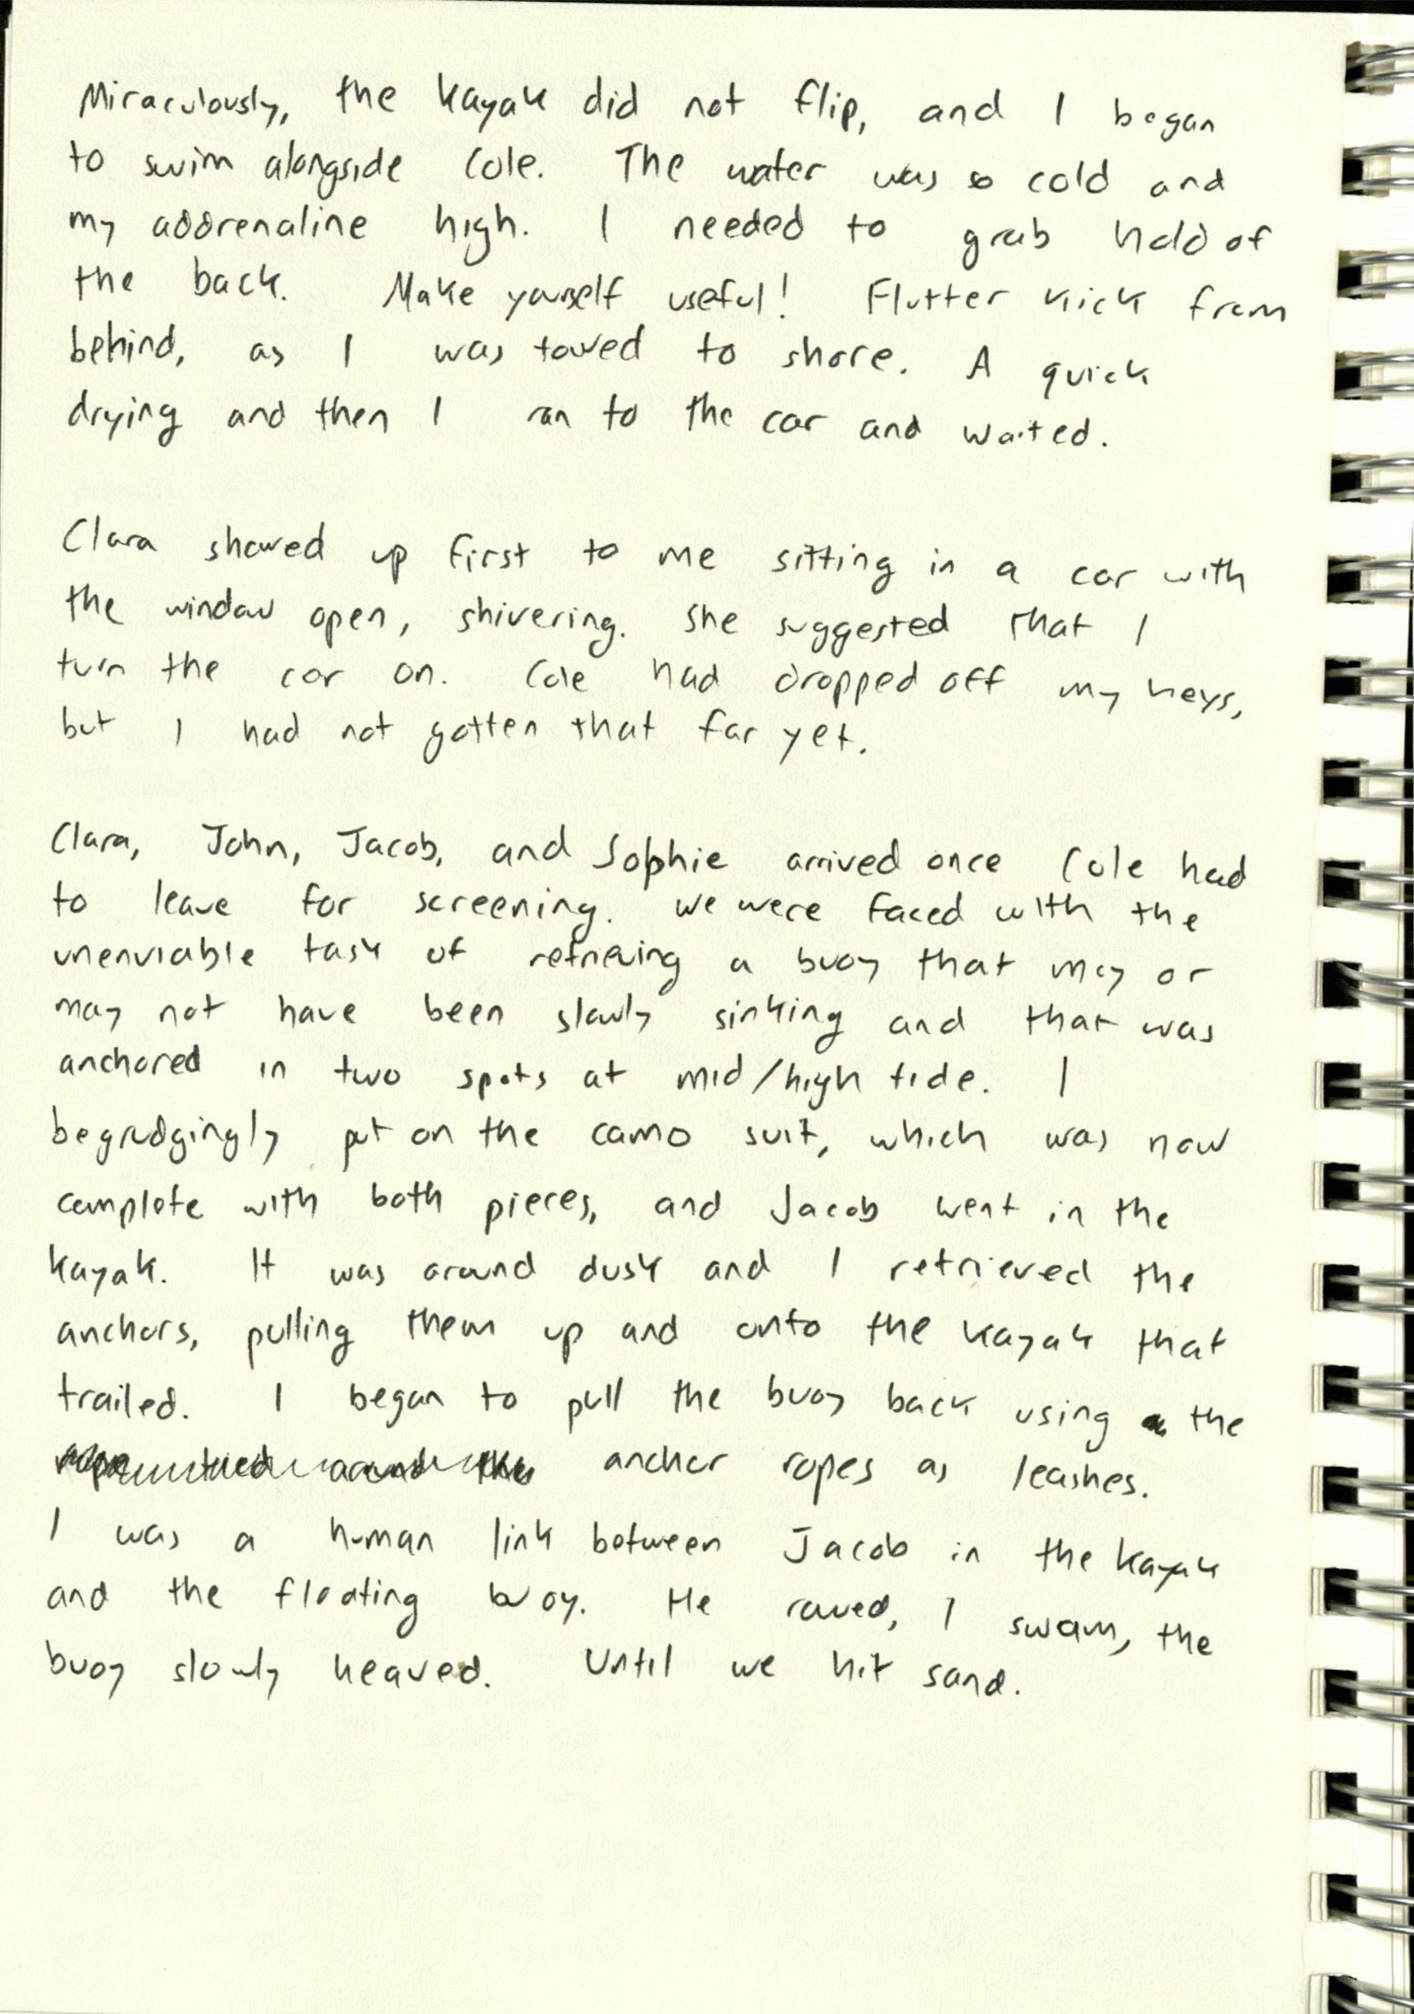 Miraculously, the kayak did not flip, and I began
to swim alongside Cole. The water was so cold and
my addrenaline high. I needed to grab hold of
the back. Make yourself useful! Flutter kick from
behind, as I was towed to shore. A quick
drying and then I ran to the car and waited.
Clara showed up first to me sitting in a car with
the window open, shivering. She suggested that I
turn the car on. Cole had dropped off my keys,
but I had not gotten that far yet.
Clara, John, Jacob, and Sophie arrived once Cole had
to leave for screening. We were faced with the
unenviable task of retrieving a buoy that may or
may not have been slowly sinking and that was
anchored in two spots at mid/high tide. I
begrudgingly put on the camo suit, which was now
complete with both pieces, and Jacob went in the
kayak. It was around dusk and I retrieved the
anchors, pulling them up and onto the kayak that
trailed. I began to pull the buoy back using the
anchor ropes as leashes.
I was a human link between Jacob in the kayak
and the floating buoy. He rowed, I swam, the
buoy slowly heaved. Until we hit sand.